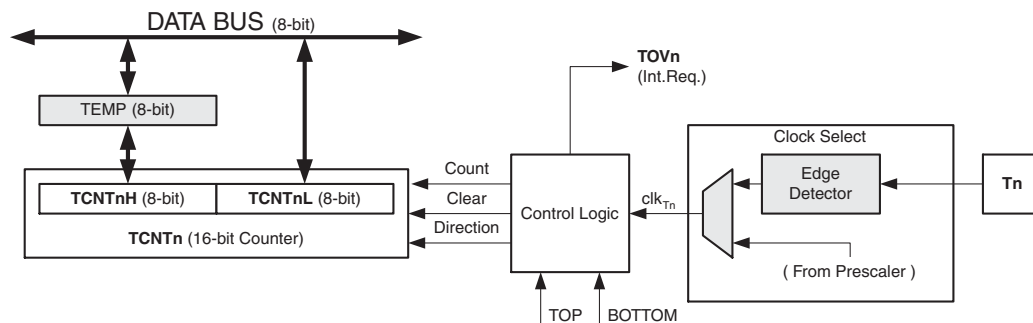 DATA BUS (8-bit)
TEMP (8-bit)
TCNTnH (8-bit)
TCNTnL (8-bit)
TCNTn (16-bit Counter)
Count
Clear
Direction
Control Logic
TOVn
(Int.Req.)
TOP
BOTTOM
clkTn
Clock Select
Edge
Detector
( From Prescaler )
Tn